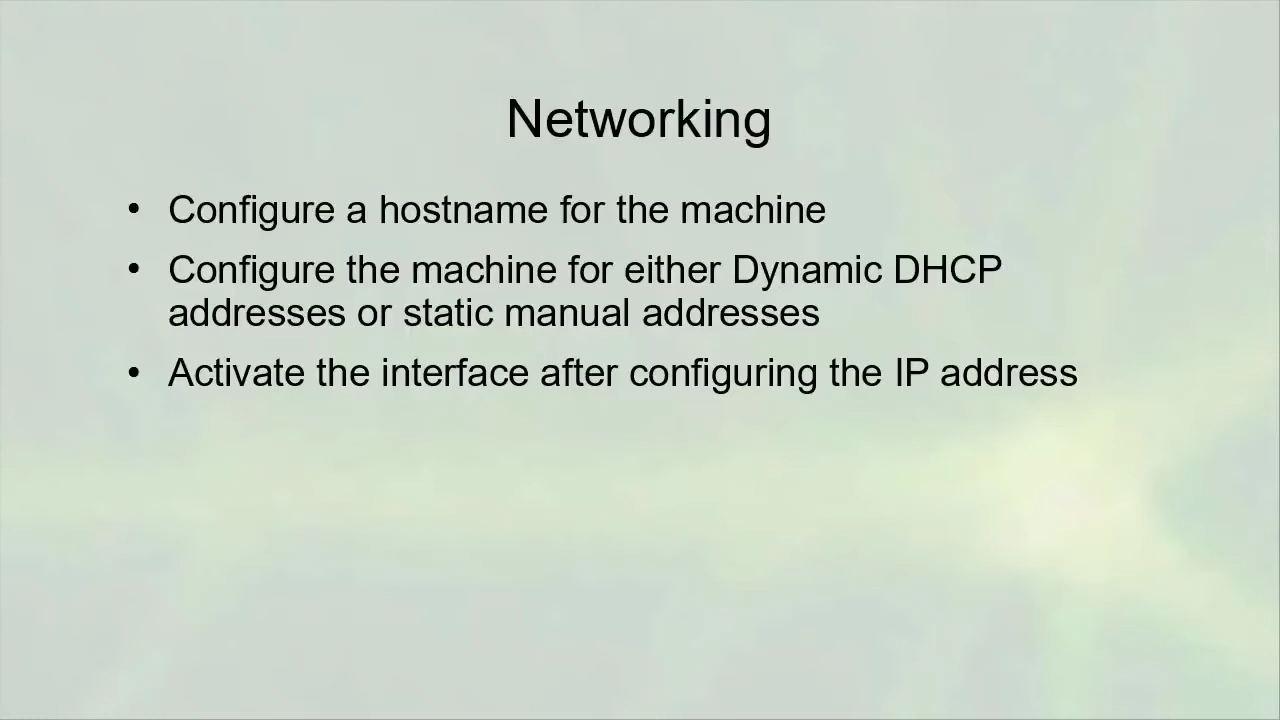 Networking
• Configure a hostname for the machine
• Configure the machine for either Dynamic DHCP
addresses or static manual addresses
• Activate the interface after configuring the IP address